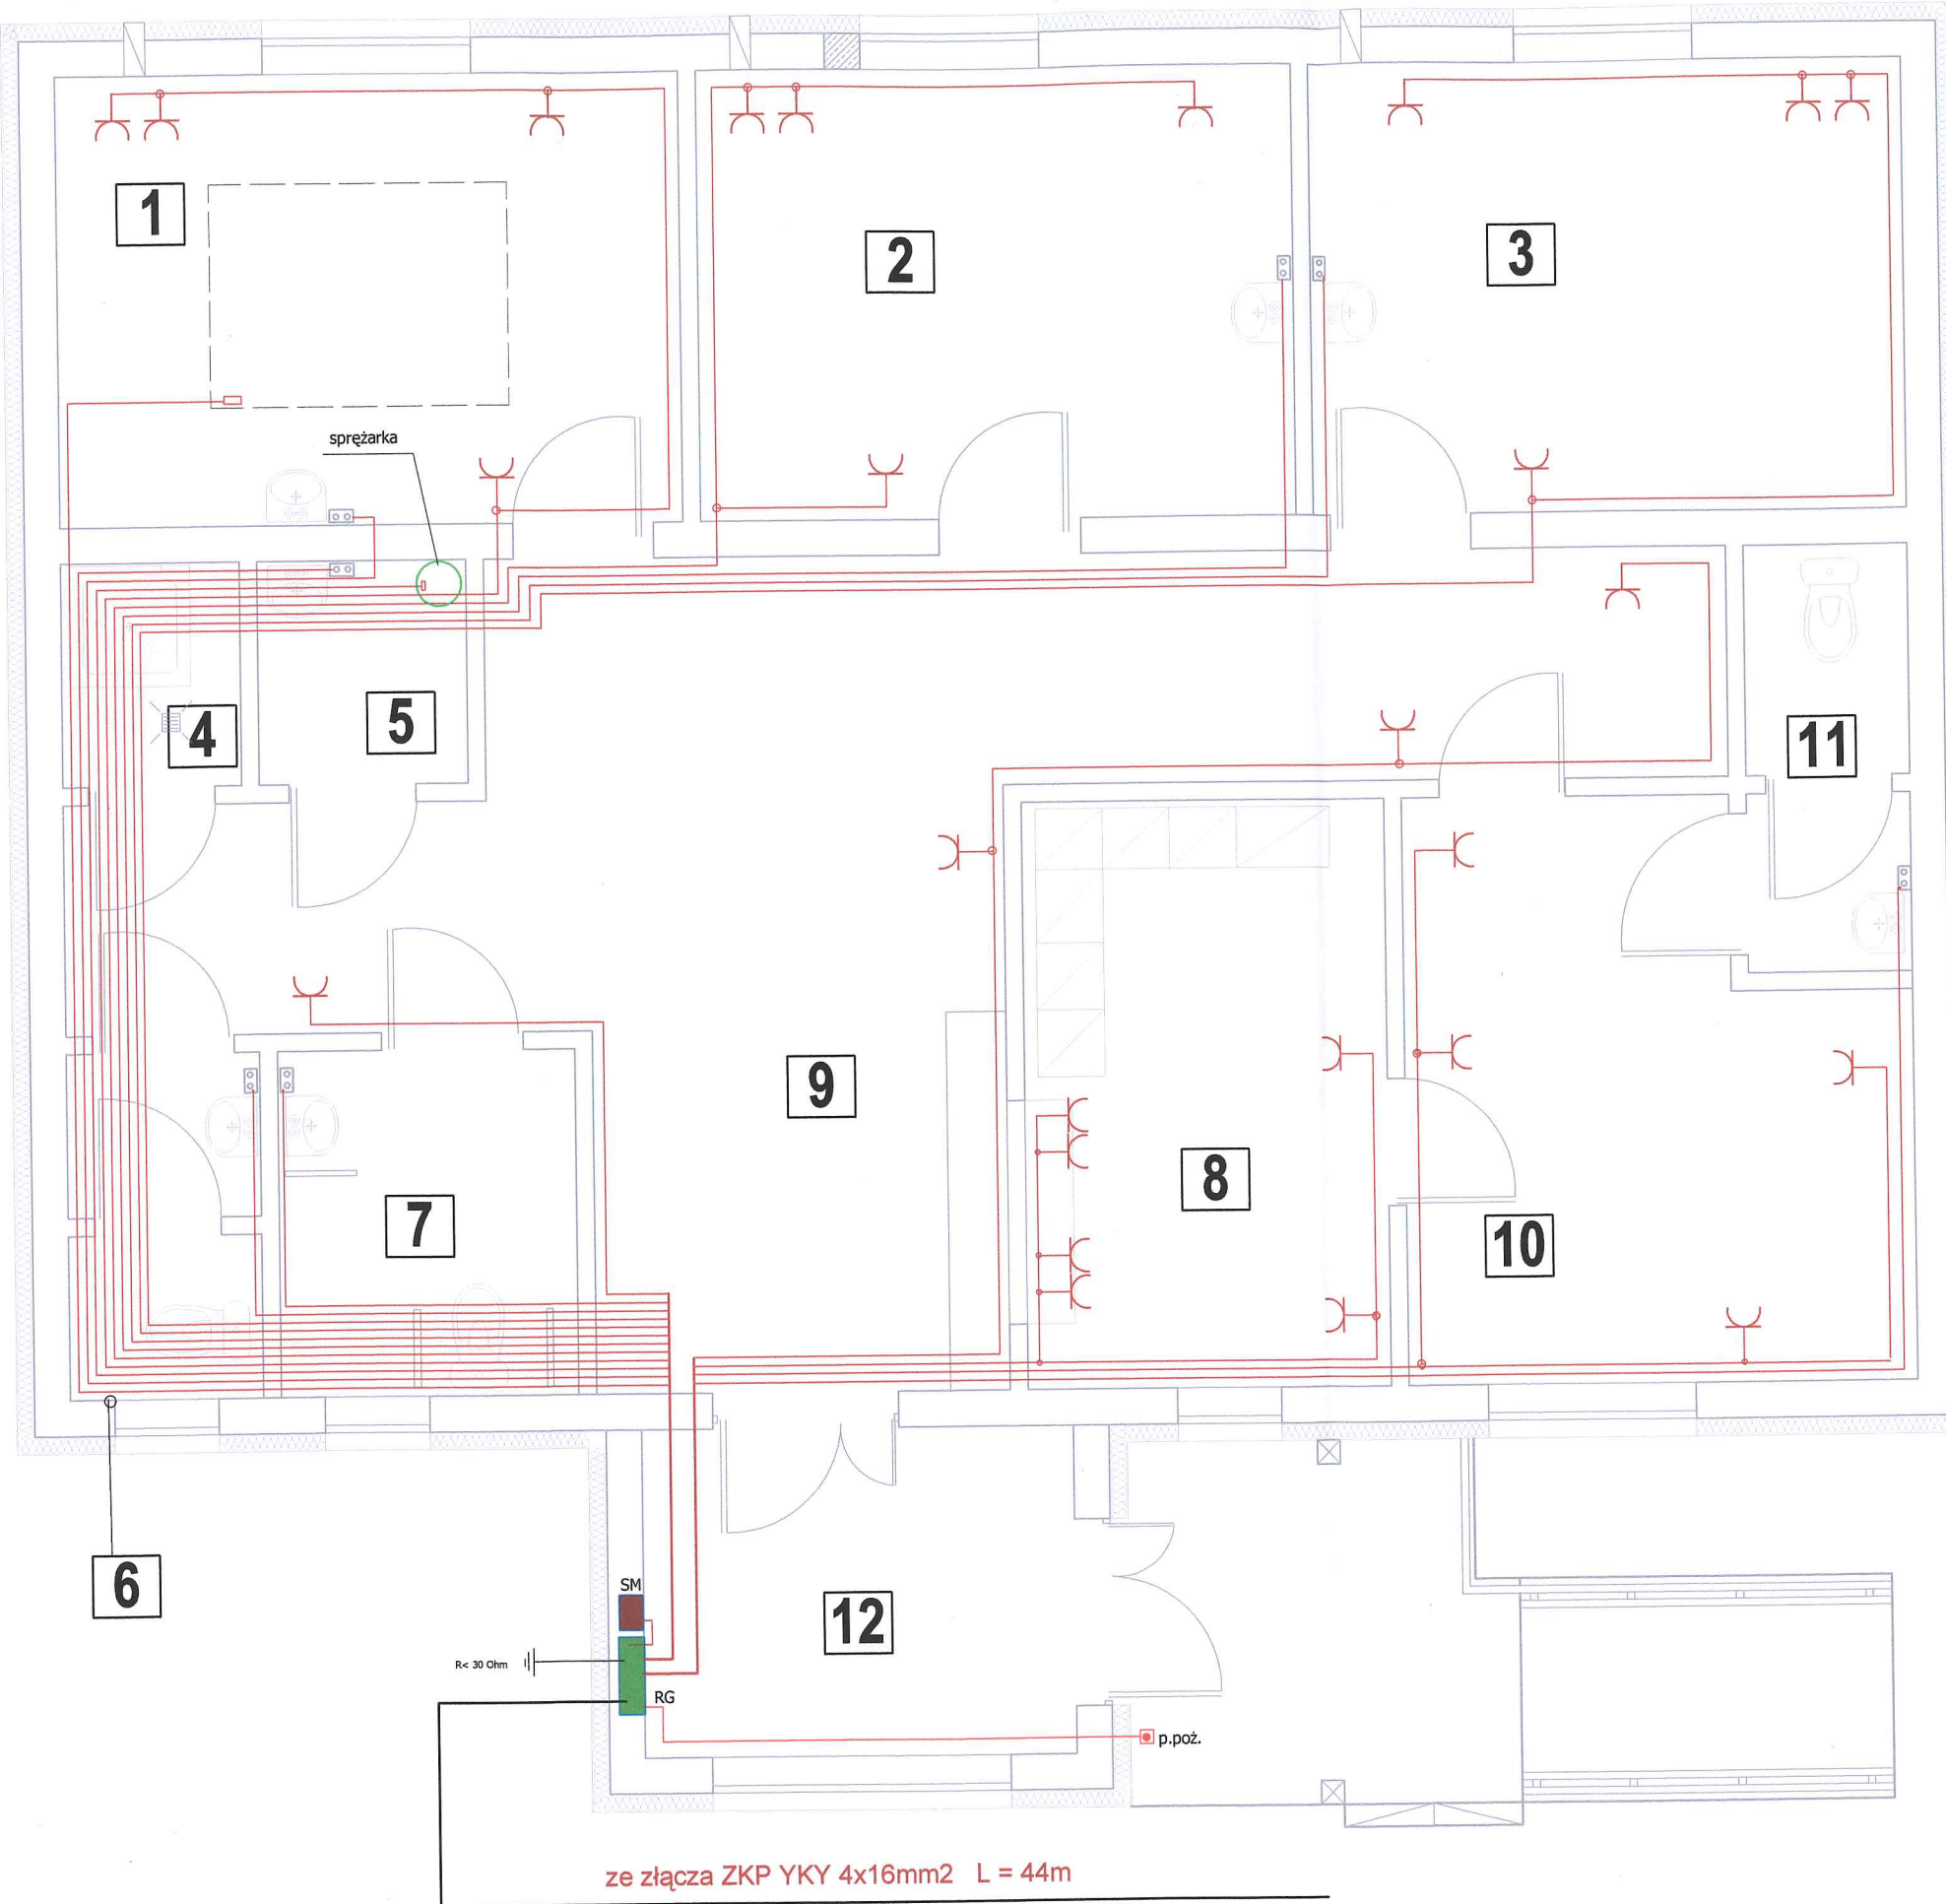 1
2
3
sprężarka
4
5
11
9
8
7
10
6
SM
12
R< 30 Ohm
RG
p.poż.
ze złącza ZKP YKY 4x16mm2 L = 44m